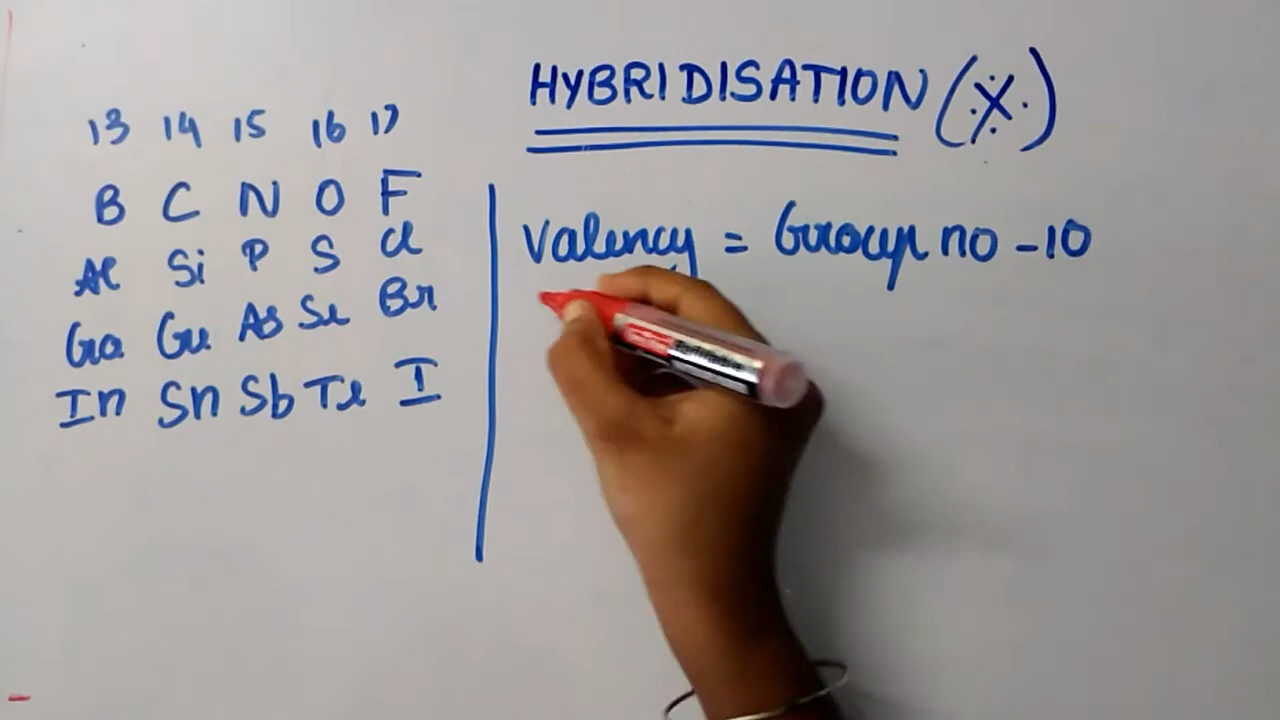 HYBRIDISATION (X)
13 14 15 16 17
B C N O F
Al Si P S Cl
Ga Ge As Se Br
In Sn Sb Te I
Valency = Group no - 10